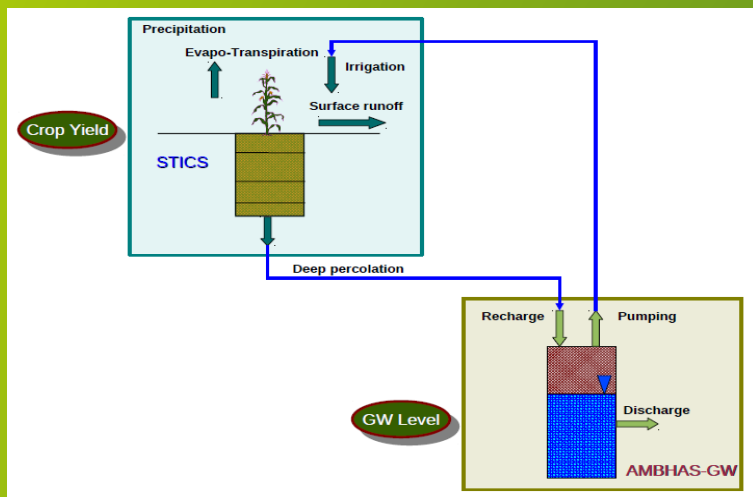 Precipitation
Evapo-Transpiration
Irrigation
Surface runoff
Crop Yield
STICS
Deep percolation
Recharge
Pumping
GW Level
Discharge
AMBHAS-GW